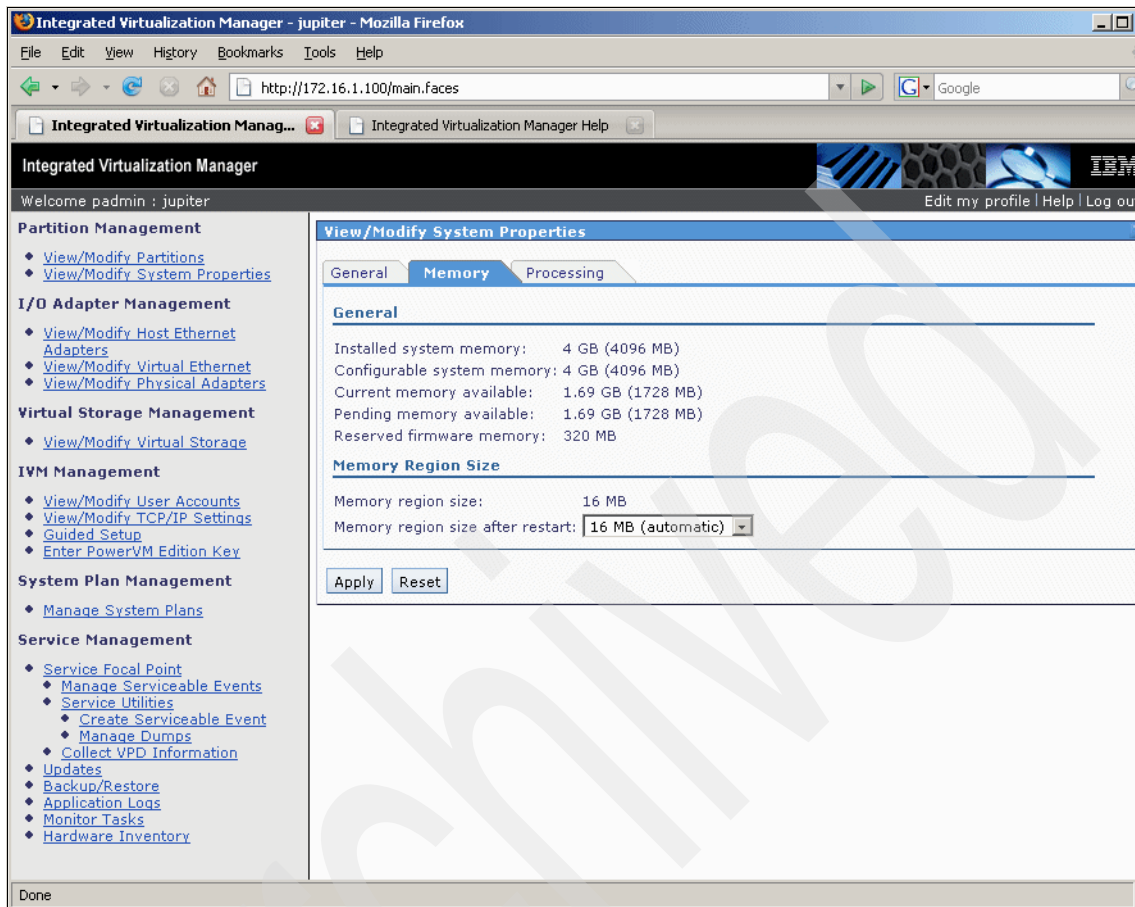 Integrated Virtualization Manager - jupiter - Mozilla Firefox
File Edit View History Bookmarks Tools Help
http://172.16.1.100/main.faces
G Google
Integrated Virtualization Manag...
Integrated Virtualization Manager Help
Integrated Virtualization Manager
IBM
Welcome padmin : jupiter
Edit my profile | Help | Log ou
Partition Management
View/Modify Partitions
View/Modify System Properties
I/O Adapter Management
View/Modify Host Ethernet
Adapters
View/Modify Virtual Ethernet
View/Modify Physical Adapters
Virtual Storage Management
View/Modify Virtual Storage
IVM Management
View/Modify User Accounts
View/Modify TCP/IP Settings
Guided Setup
Enter PowerVM Edition Key
System Plan Management
Manage System Plans
Service Management
Service Focal Point
Manage Serviceable Events
Service Utilities
Create Serviceable Event
Manage Dumps
Collect VPD Information
Updates
Backup/Restore
Application Logs
Monitor Tasks
Hardware Inventory
View/Modify System Properties
General Memory Processing
General
Installed system memory: 4 GB (4096 MB)
Configurable system memory: 4 GB (4096 MB)
Current memory available: 1.69 GB (1728 MB)
Pending memory available: 1.69 GB (1728 MB)
Reserved firmware memory: 320 MB
Memory Region Size
Memory region size: 16 MB
Memory region size after restart: 16 MB (automatic)
Apply Reset
Done